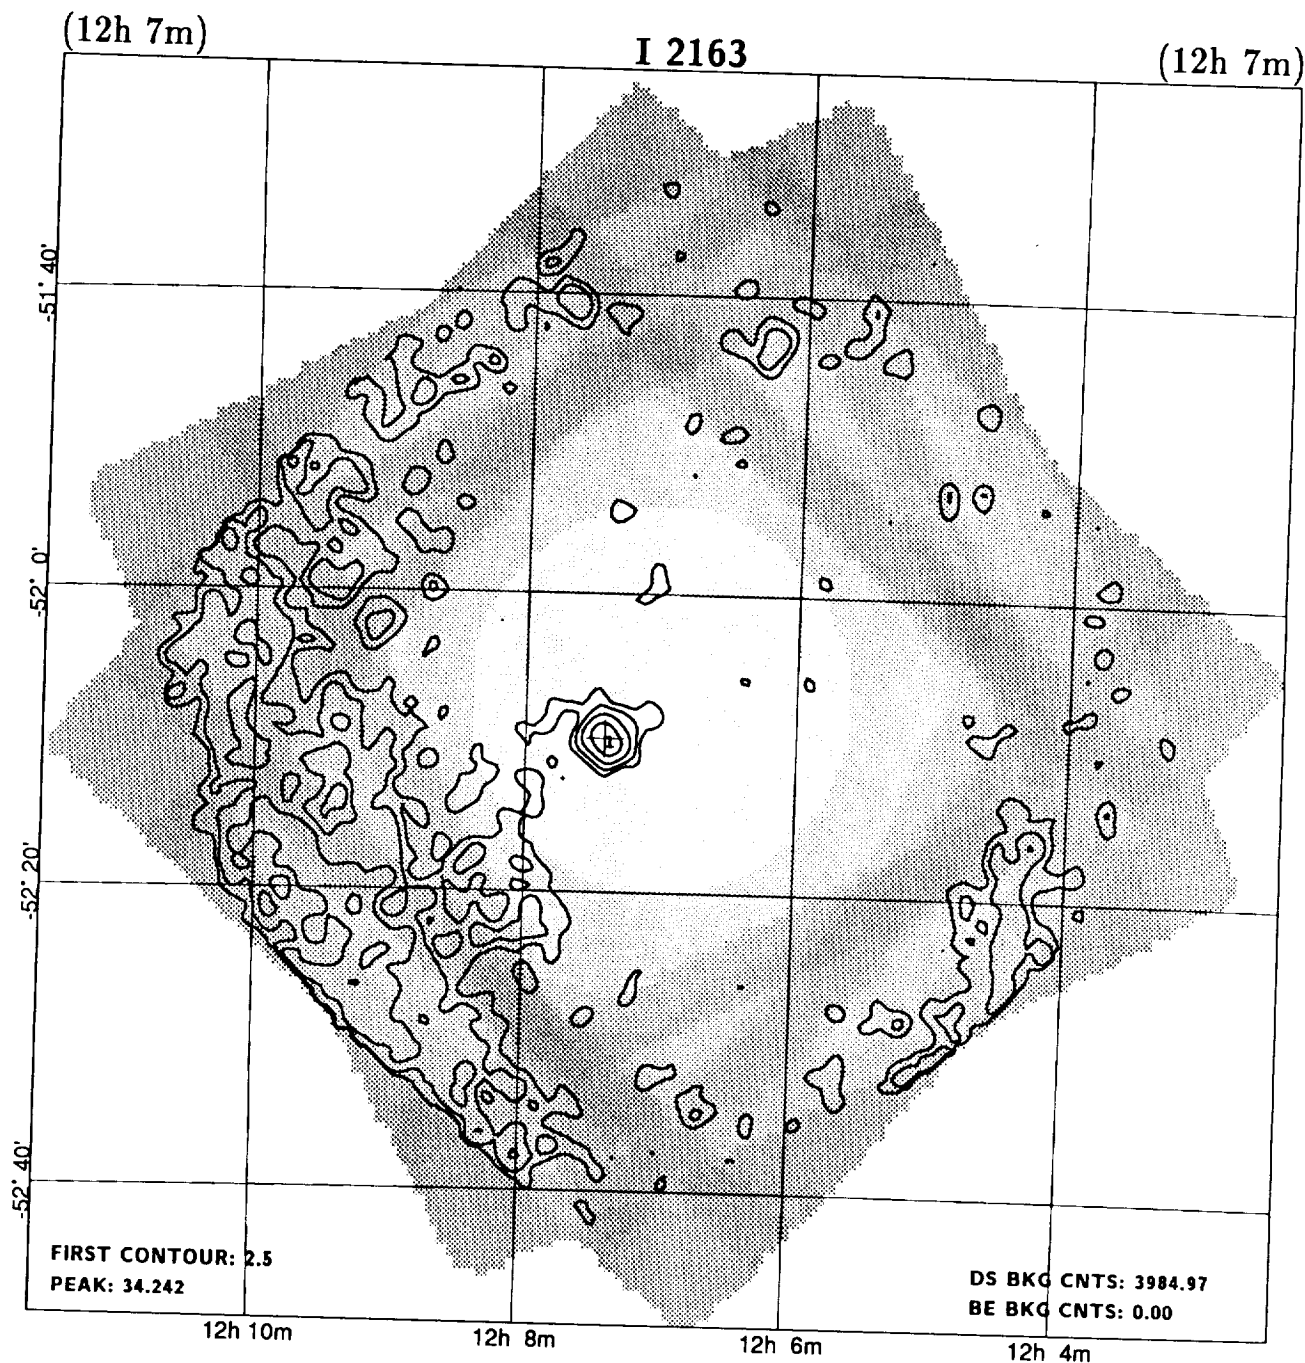 (12h 7m)
I 2163
(12h 7m)
-51° 40'
-52° 0'
-52° 20'
-52° 40'
1
FIRST CONTOUR: 2.5
PEAK: 34.242
DS BKG CNTS: 3984.97
BE BKG CNTS: 0.00
12h 10m
12h 8m
12h 6m
12h 4m